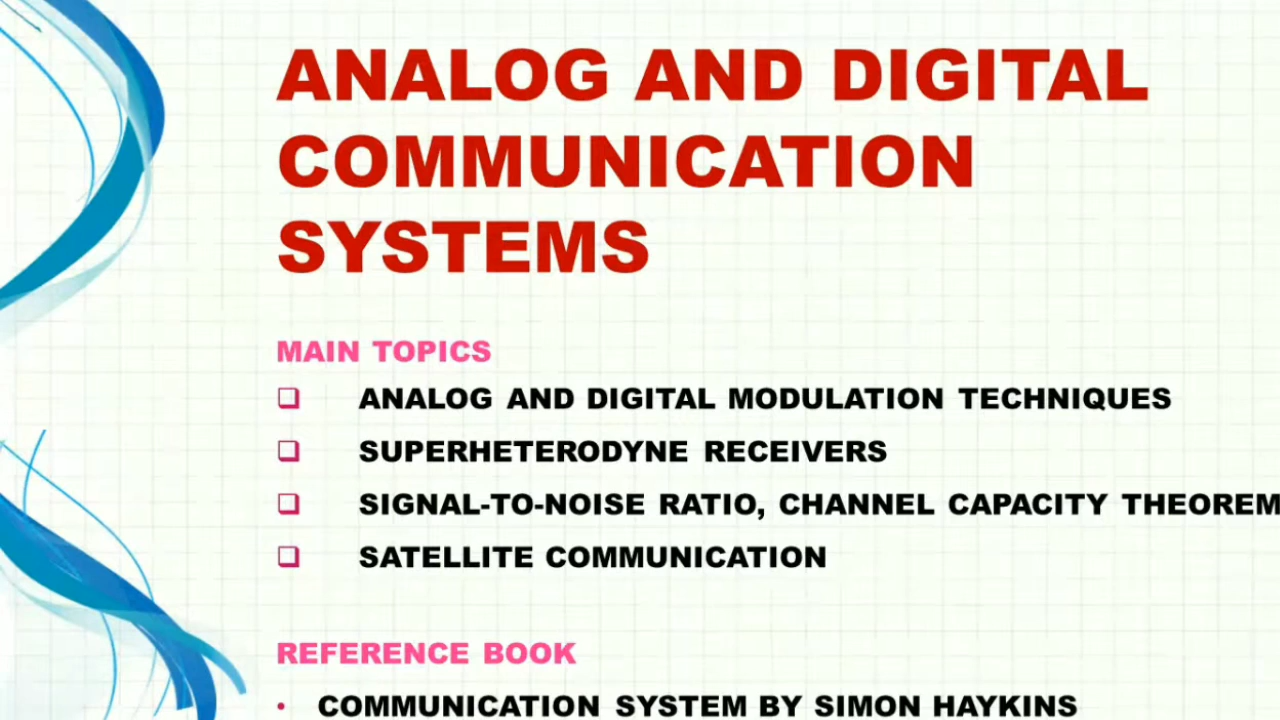 ANALOG AND DIGITAL
COMMUNICATION
SYSTEMS
MAIN TOPICS
ANALOG AND DIGITAL MODULATION TECHNIQUES
SUPERHETERODYNE RECEIVERS
SIGNAL-TO-NOISE RATIO, CHANNEL CAPACITY THEOREM
SATELLITE COMMUNICATION
REFERENCE BOOK
• COMMUNICATION SYSTEM BY SIMON HAYKINS